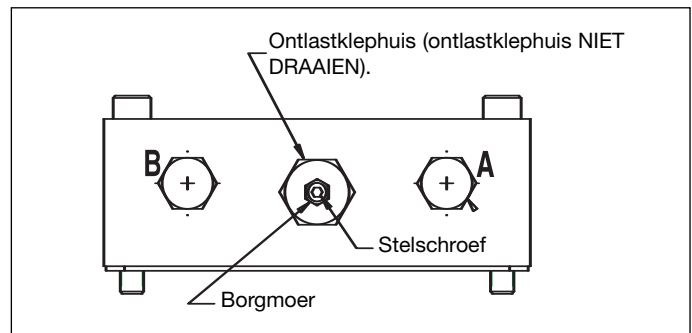 Ontlastklephuis (ontlastklephuis NIET
DRAAIEN).
B
A
Stelschroef
Borgmoer